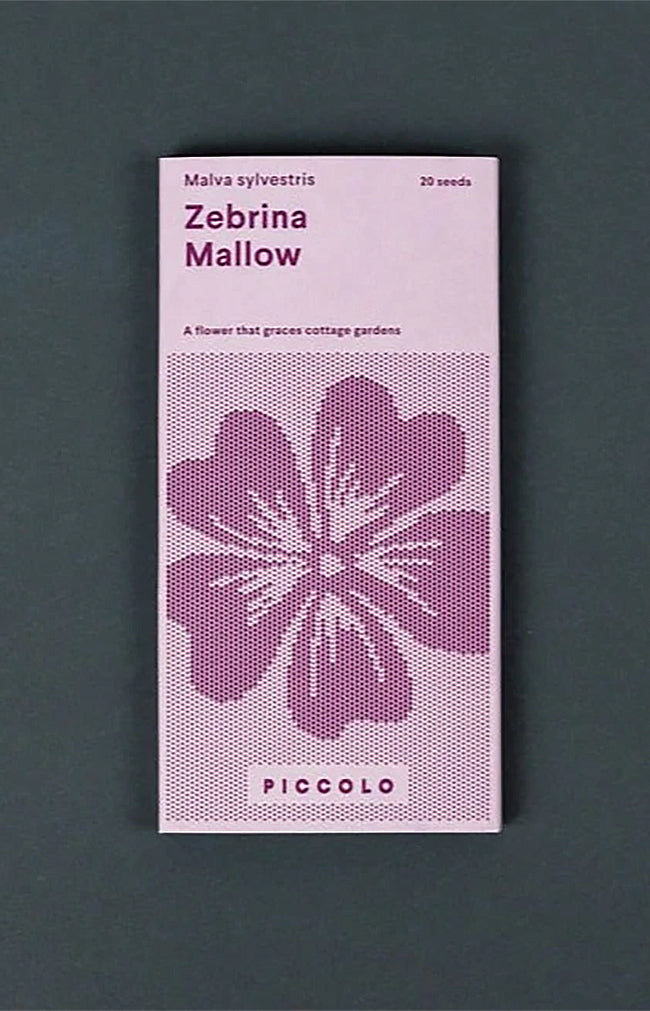 Malva sylvestris
20 seeds
Zebrina
Mallow
A flower that graces cottage gardens
PICCOLO